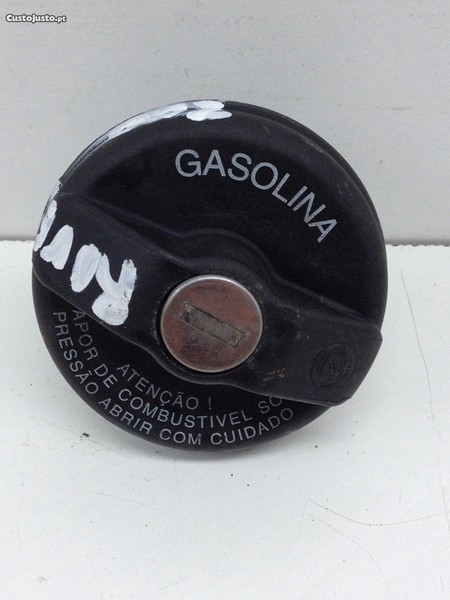 CustoJusto.pt
GASOLINA
ATENÇÃO !
APOR DE COMBUSTIVEL SO
PRESSÃO ABRIR COM CUIDADO